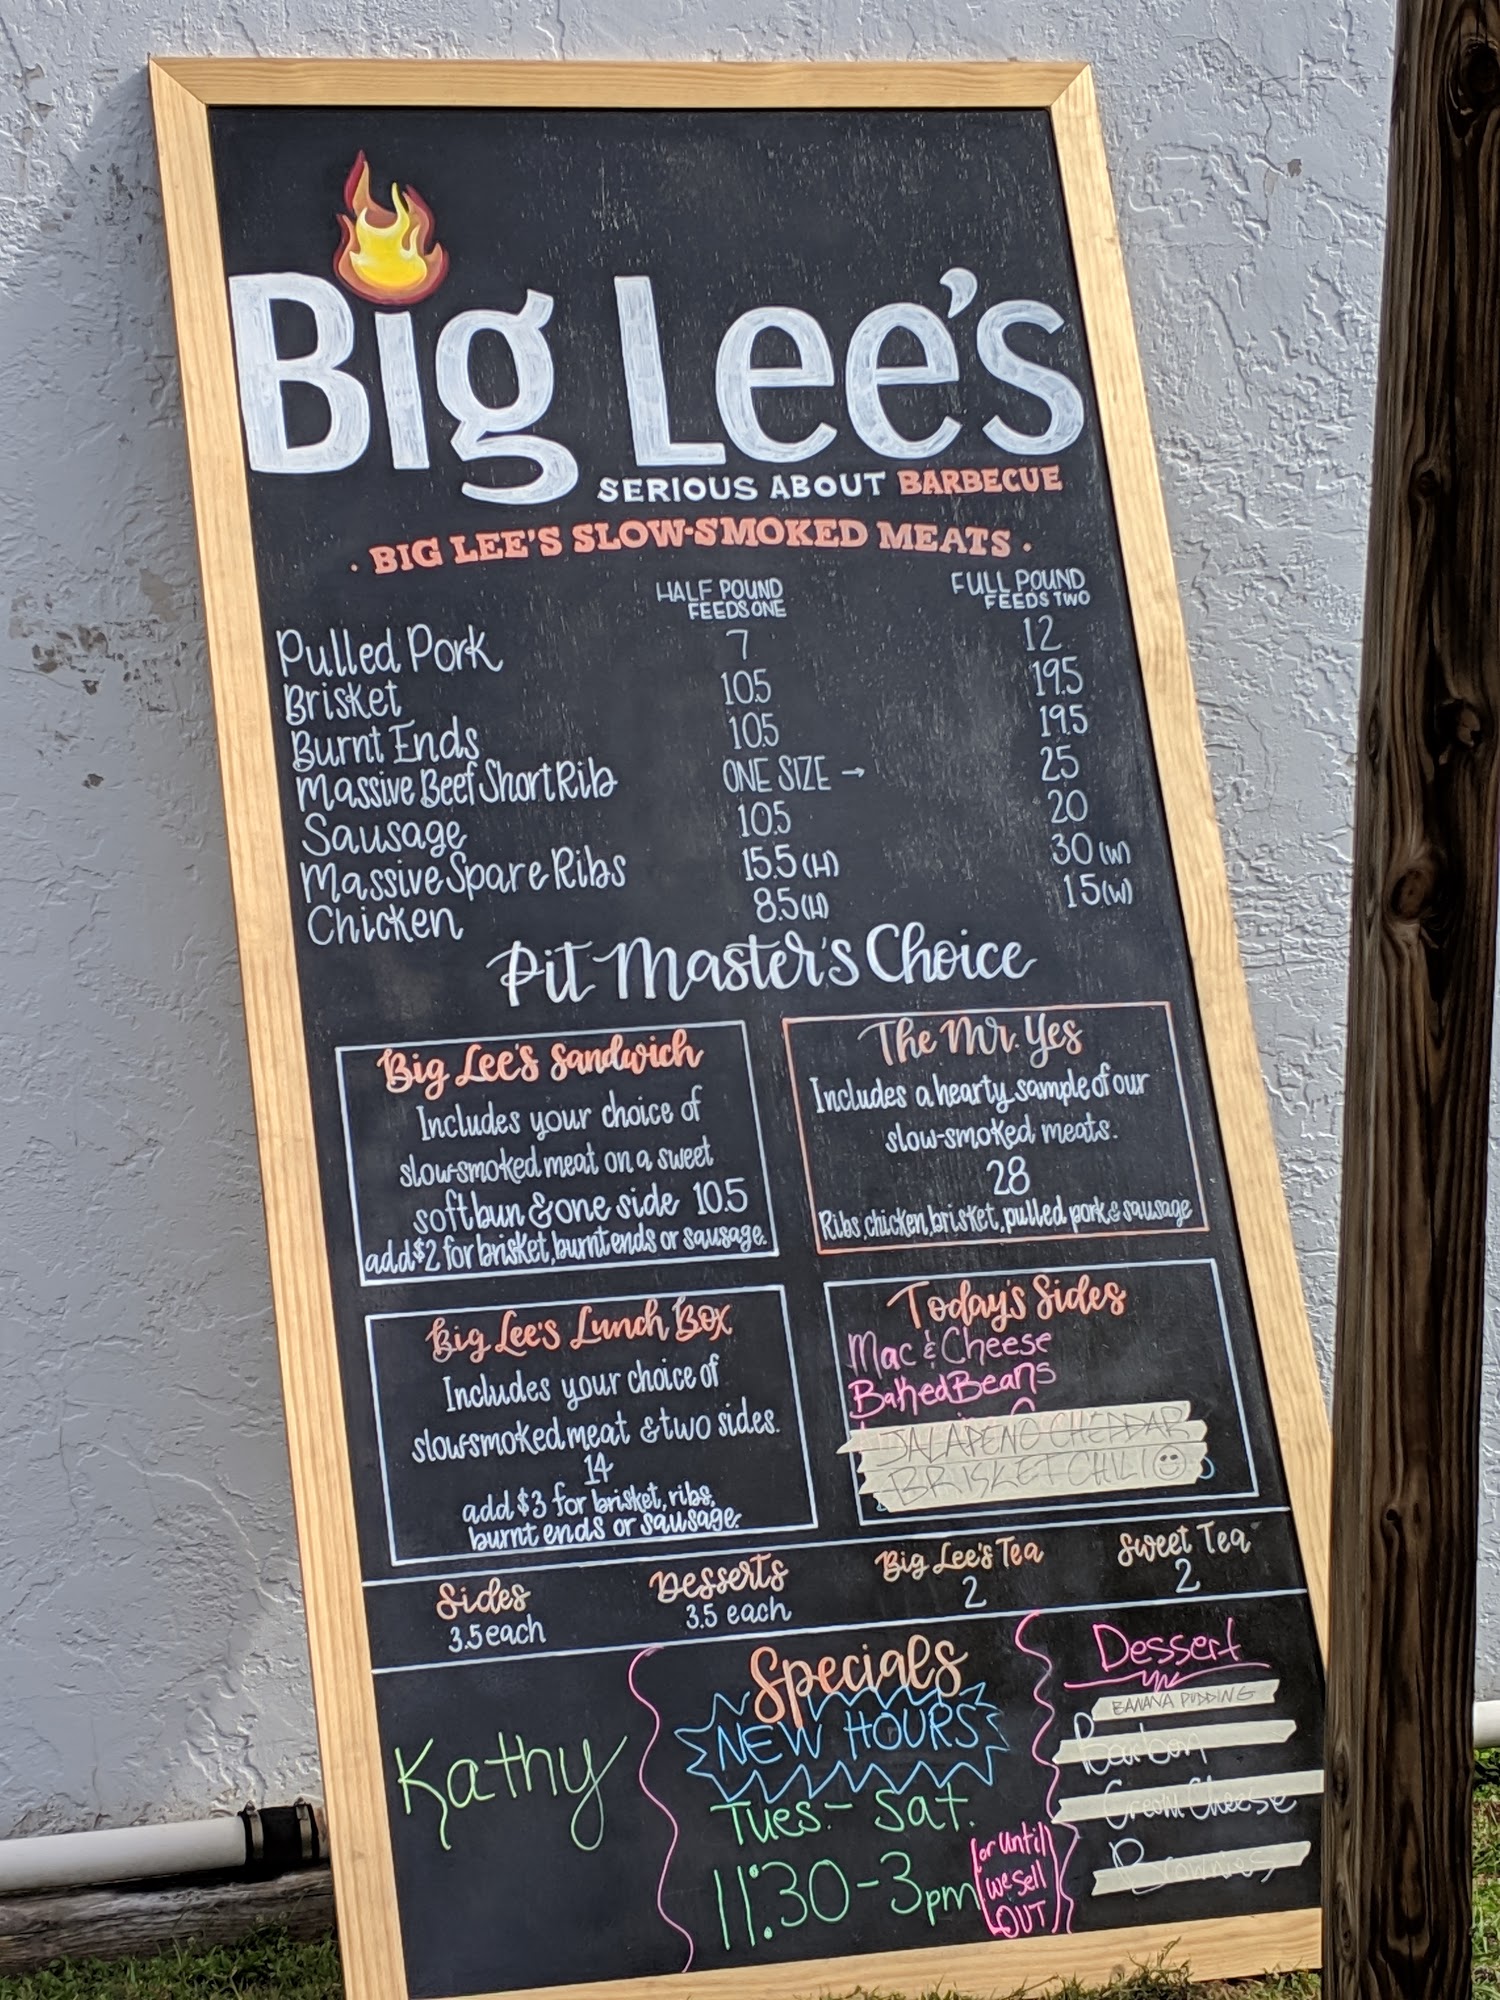 Big Lee's
SERIOUS ABOUT BARBECUE
· BIG LEE'S SLOW-SMOKED MEATS ·
HALF POUND FULL POUND
FEEDS ONE FEEDS TWO
Pulled Pork 7 12
Brisket 10.5 19.5
Burnt Ends 10.5 19.5
Massive Beef Short Rib ONE SIZE → 25
Sausage 10.5 20
Massive Spare Ribs 15.5 (H) 30 (W)
Chicken 8.5 (H) 15 (W)
Pit Master's Choice
Big Lee's Sandwich
Includes your choice of
slow-smoked meat on a sweet
soft bun & one side 10.5
add $2 for brisket, burnt ends or sausage.
The Mr. Yes
Includes a hearty sample of our
slow-smoked meats.
28
Ribs, chicken, brisket, pulled pork & sausage
Big Lee's Lunch Box
Includes your choice of
slow-smoked meat & two sides.
14
add $3 for brisket, ribs,
burnt ends or sausage.
Today's Sides
Mac & Cheese
Baked Beans
JALAPENO CHEDDAR
BRISKET CHILI ☺
Sides
3.5 each
Desserts
3.5 each
Big Lee's Tea
2
Sweet Tea
2
Kathy
Specials
NEW HOURS
Tues. - Sat.
11:30 - 3pm
(or until
we sell
OUT)
Dessert
BANANA PUDDING
Cream Cheese
Brownies